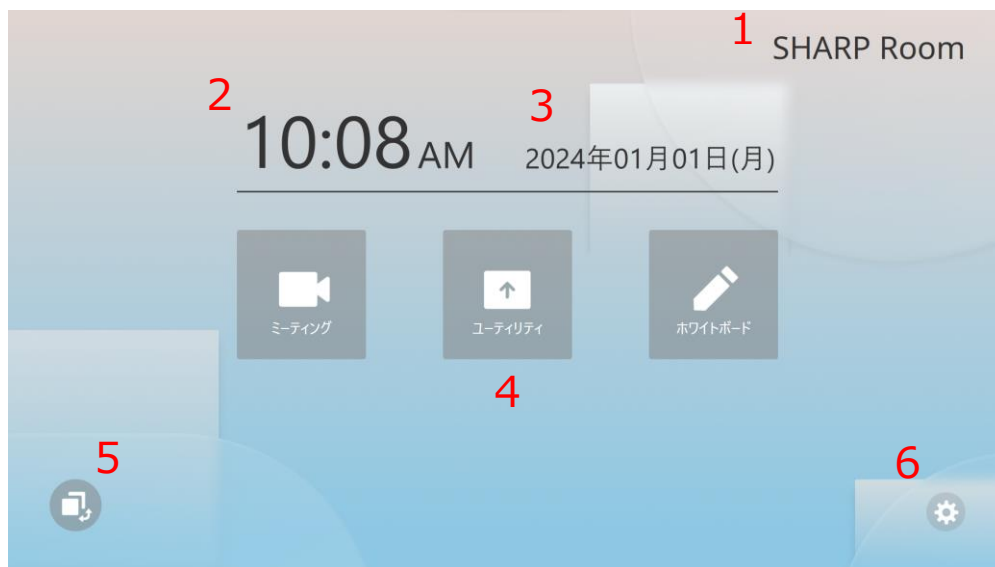 1
SHARP Room
2
3
10:08 AM
2024年01月01日(月)
ミーティング
ユーティリティ
ホワイトボード
4
5
6